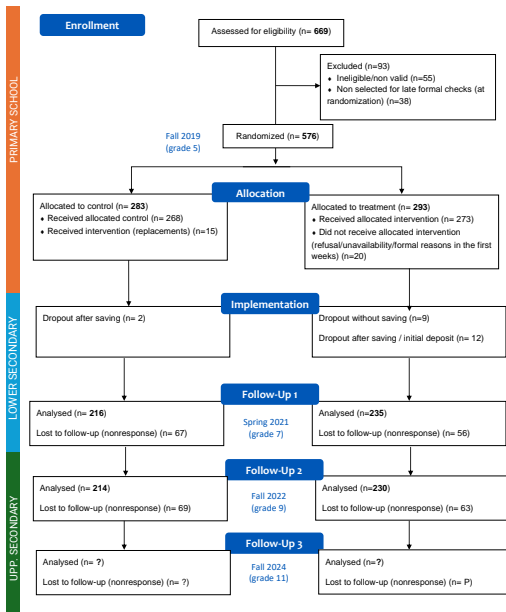 Enrollment
Assessed for eligibility (n= 669)
Excluded (n=93)
♦ Ineligible/non valid (n=55)
♦ Non selected for late formal checks (at
randomization) (n=38)
PRIMARY SCHOOL
Fall 2019
(grade 5)
Randomized (n= 576)
Allocation
Allocated to control (n= 283)
♦ Received allocated control (n= 268)
♦ Received intervention (replacements) (n=15)
Allocated to treatment (n= 293)
♦ Received allocated intervention (n= 273)
♦ Did not receive allocated intervention
(refusal/unavailability/formal reasons in the first
weeks) (n=20)
LOWER SECONDARY
Implementation
Dropout after saving (n= 2)
Dropout without saving (n=9)
Dropout after saving / initial deposit (n= 12)
Follow-Up 1
Spring 2021
(grade 7)
Analysed (n= 216)
Lost to follow-up (nonresponse) (n= 67)
Analysed (n=235)
Lost to follow-up (nonresponse) (n= 56)
UPP. SECONDARY
Follow-Up 2
Fall 2022
(grade 9)
Analysed (n= 214)
Lost to follow-up (nonresponse) (n= 69)
Analysed (n= 230)
Lost to follow-up (nonresponse) (n= 63)
Follow-Up 3
Fall 2024
(grade 11)
Analysed (n= ?)
Lost to follow-up (nonresponse) (n= ?)
Analysed (n=?)
Lost to follow-up (nonresponse) (n= P)